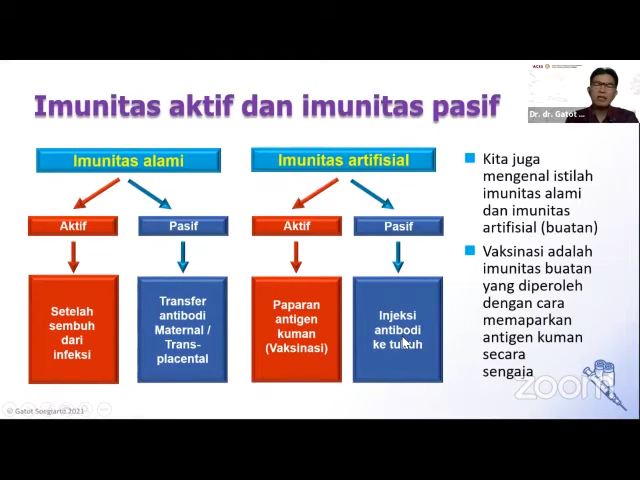 ACES
Dr. dr. Gatot ...
Imunitas aktif dan imunitas pasif
Imunitas alami
Imunitas artifisial
Aktif
Pasif
Aktif
Pasif
Setelah
sembuh
dari
infeksi
Transfer
antibodi
Maternal /
Trans-
placental
Paparan
antigen
kuman
(Vaksinasi)
Injeksi
antibodi
ke tubuh
Kita juga
mengenal istilah
imunitas alami
dan imunitas
artifisial (buatan)
Vaksinasi adalah
imunitas buatan
yang diperoleh
dengan cara
memaparkan
antigen kuman
secara
sengaja
zoom
© Gatot Soegiarto 2021